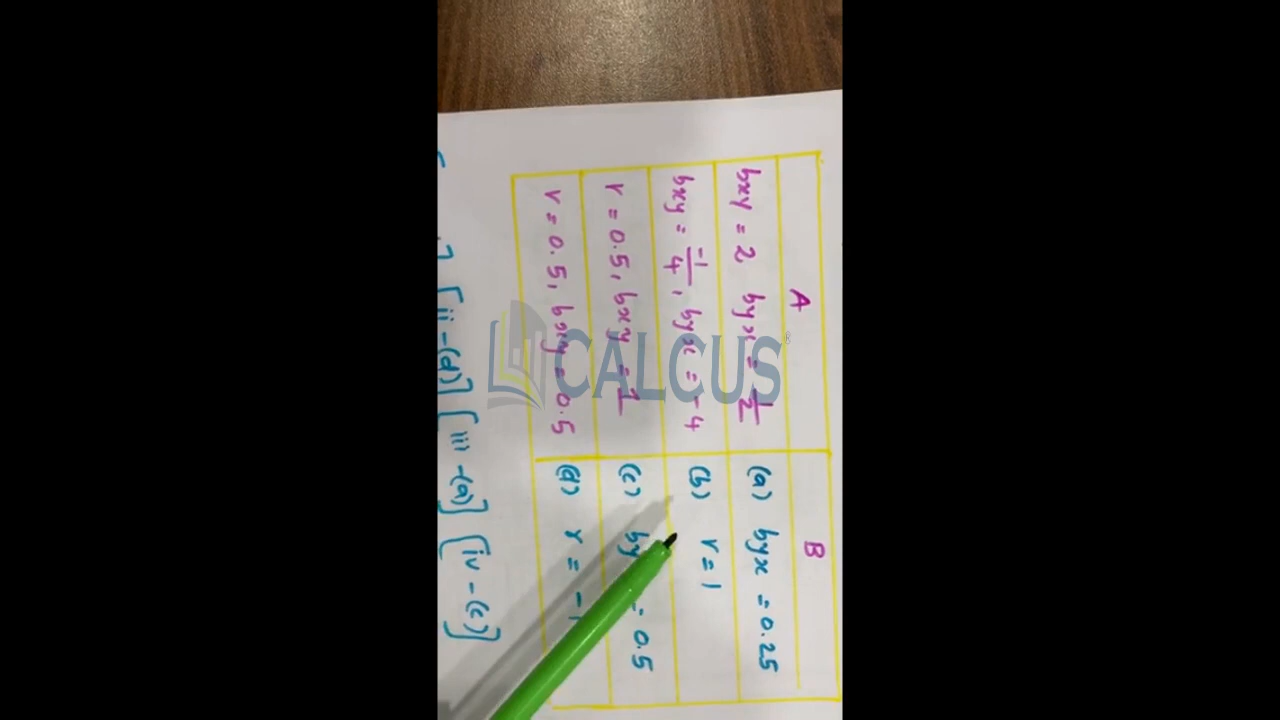 A B
bxy = 2 byx = 1/2 (a) byx = 0.25
bxy = -1/4, byx = -4 (b) r = 1
r = 0.5, bxy = 1 (c) by = 0.5
r = 0.5, bxy = 0.5 (d) r = -1
[ii - (d)] [iii - (a)] [iv - (c)]
CALCUS®